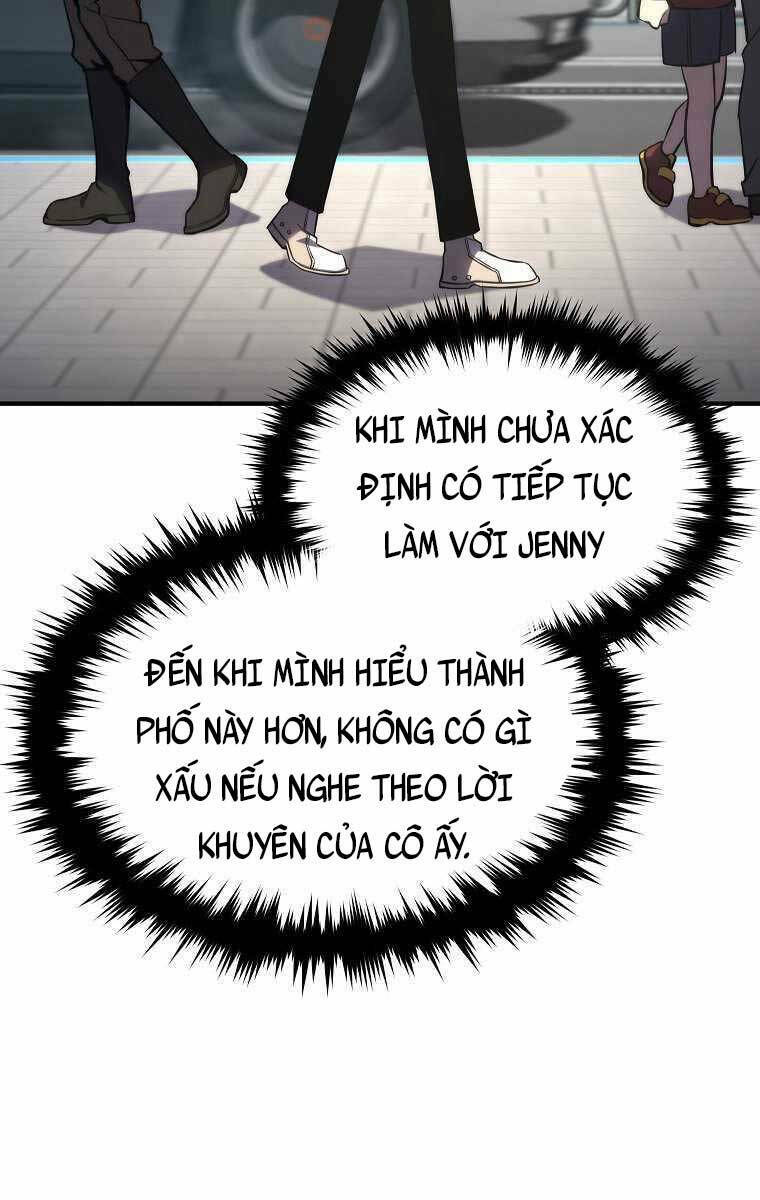 KHI MÌNH CHƯA XÁC
ĐỊNH CÓ TIẾP TỤC
LÀM VỚI JENNY
ĐẾN KHI MÌNH HIỂU THÀNH
PHỐ NÀY HƠN, KHÔNG CÓ GÌ
XẤU NẾU NGHE THEO LỜI
KHUYÊN CỦA CÔ ẤY.